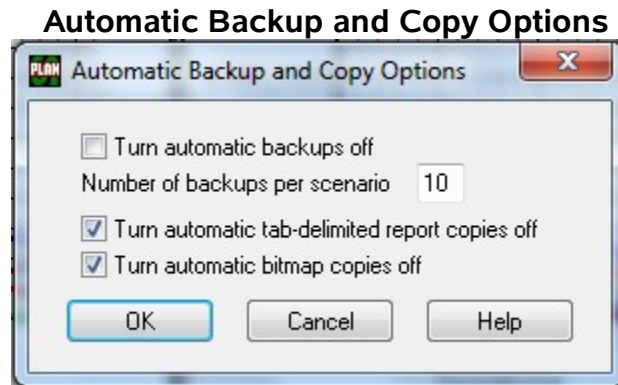 Automatic Backup and Copy Options
PLAN Automatic Backup and Copy Options X
Turn automatic backups off
Number of backups per scenario 10
Turn automatic tab-delimited report copies off
Turn automatic bitmap copies off
OK Cancel Help